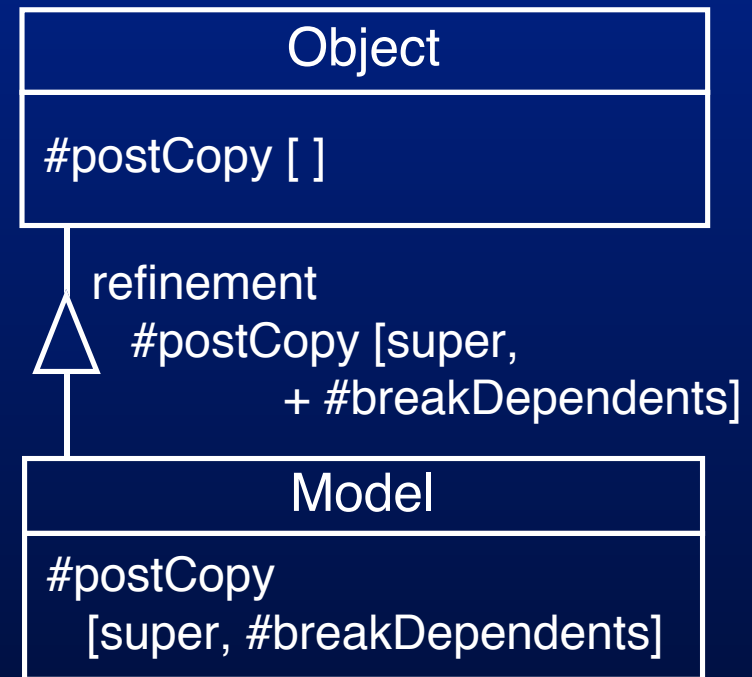 Object
#postCopy [ ]
refinement
#postCopy [super,
+ #breakDependents]
Model
#postCopy
[super, #breakDependents]